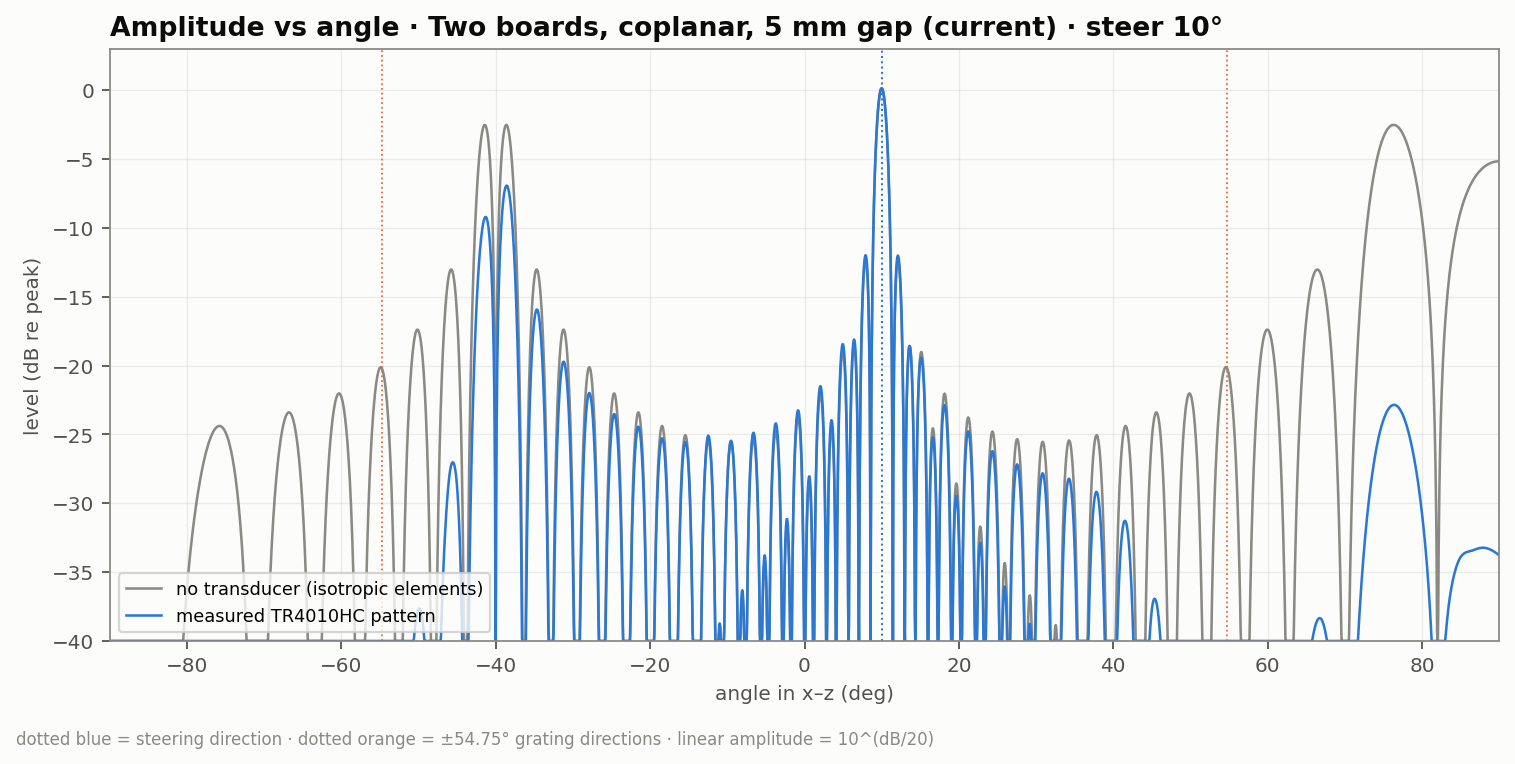 Amplitude vs angle · Two boards, coplanar, 5 mm gap (current) · steer 10°
level (dB re peak)
0
−5
−10
−15
−20
−25
−30
−35
−40
no transducer (isotropic elements)
measured TR4010HC pattern
−80 −60 −40 −20 0 20 40 60 80
angle in x–z (deg)
dotted blue = steering direction · dotted orange = ±54.75° grating directions · linear amplitude = 10^(dB/20)